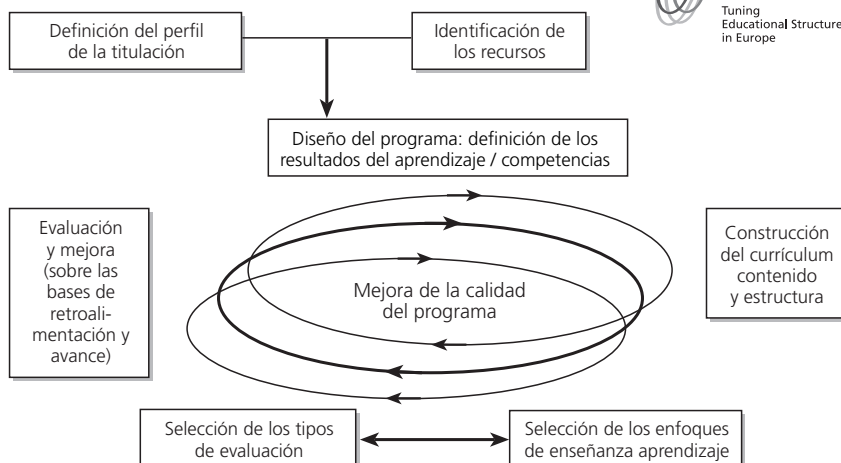 Tuning
Educational Structure
in Europe
Definición del perfil
de la titulación
Identificación de
los recursos
Diseño del programa: definición de los
resultados del aprendizaje / competencias
Evaluación
y mejora
(sobre las
bases de
retroali-
mentación y
avance)
Mejora de la calidad
del programa
Construcción
del currículum
contenido
y estructura
Selección de los tipos
de evaluación
Selección de los enfoques
de enseñanza aprendizaje